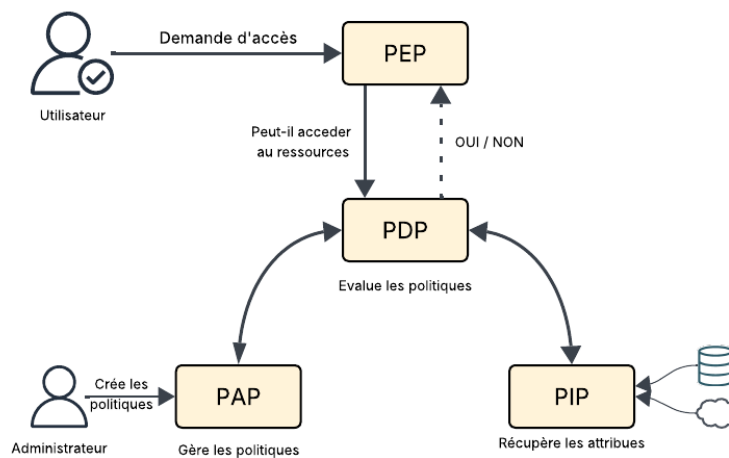 Demande d'accès
PEP
Utilisateur
Peut-il acceder
au ressources
OUI / NON
PDP
Evalue les politiques
Crée les
politiques
PAP
PIP
Administrateur
Gère les politiques
Récupère les attribues